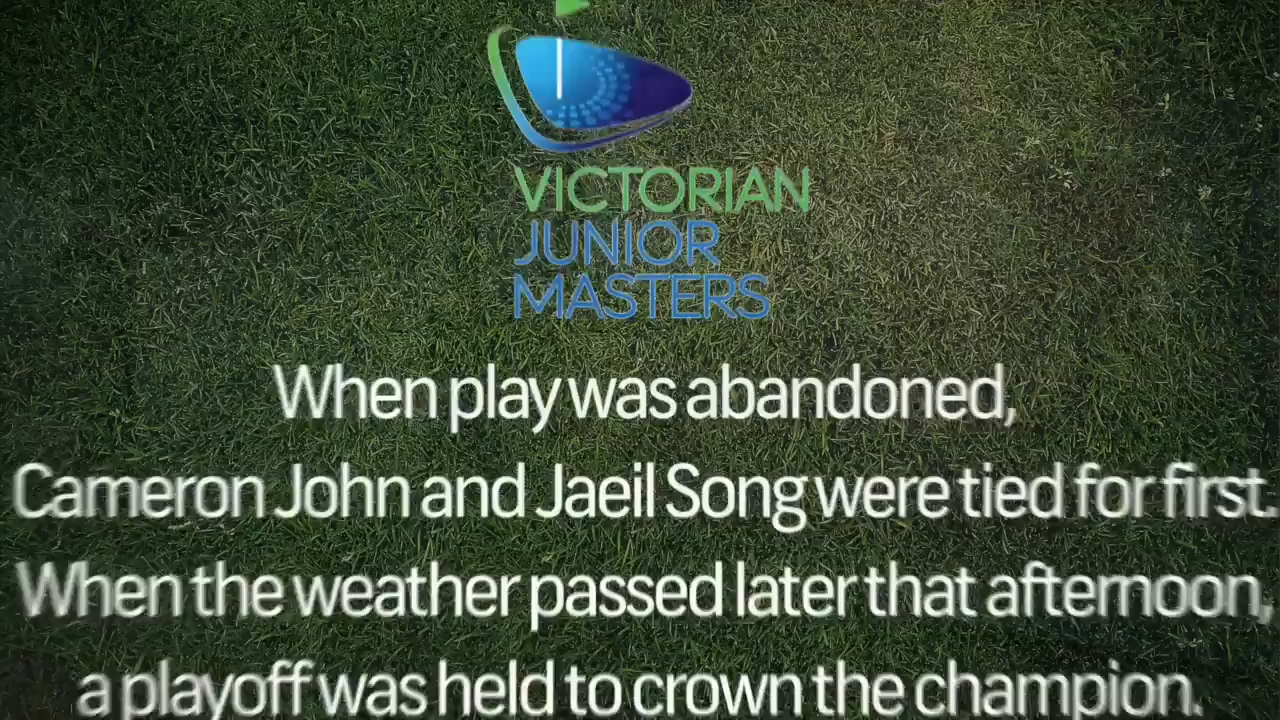 VICTORIAN
JUNIOR
MASTERS
When play was abandoned,
Cameron John and Jaeil Song were tied for first.
When the weather passed later that afternoon,
a playoff was held to crown the champion.